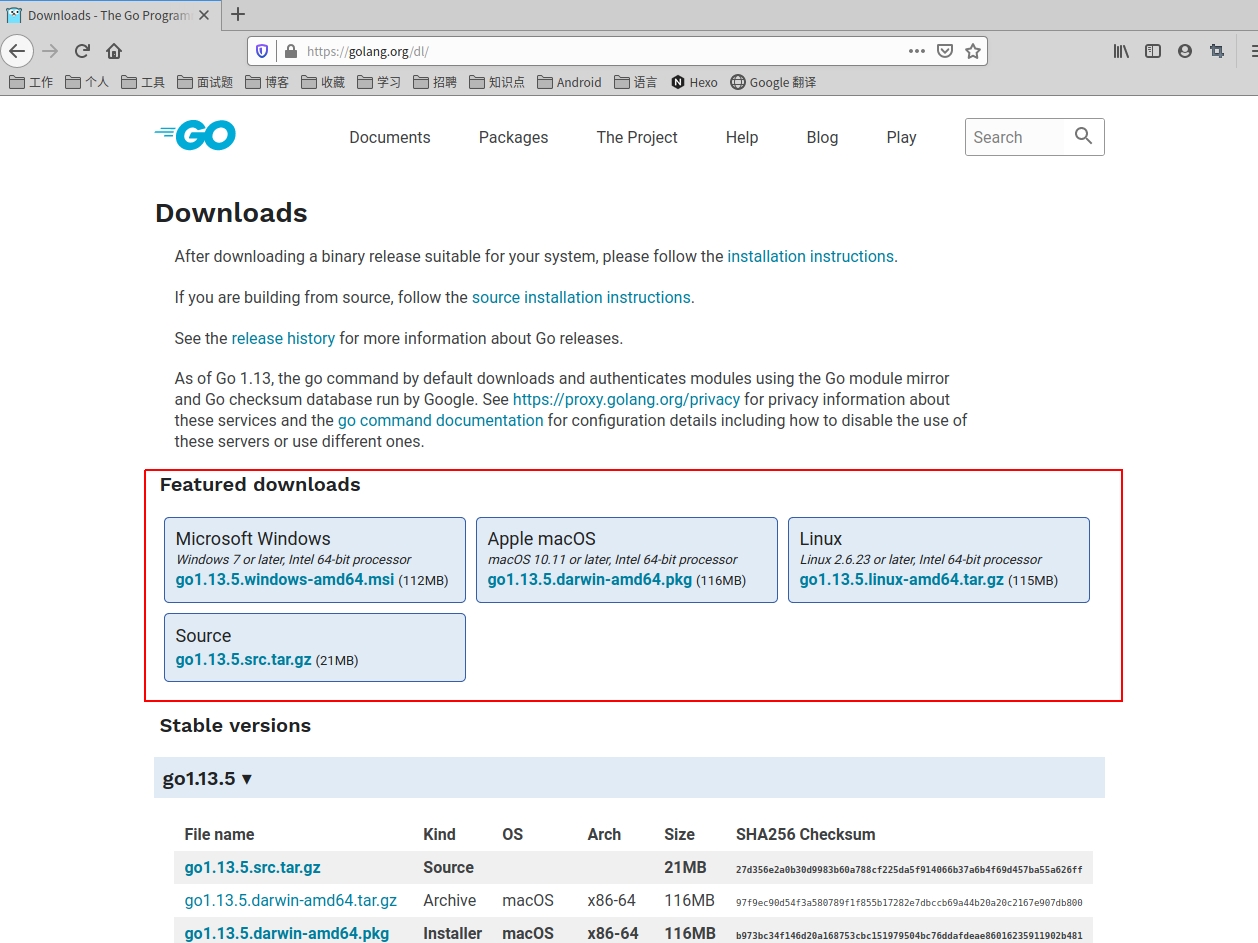 Downloads - The Go Program
https://golang.org/dl/
工作 个人 工具 面试题 博客 收藏 学习 招聘 知识点 Android 语言 Hexo Google 翻译
GO Documents Packages The Project Help Blog Play Search
Downloads
After downloading a binary release suitable for your system, please follow the installation instructions.
If you are building from source, follow the source installation instructions.
See the release history for more information about Go releases.
As of Go 1.13, the go command by default downloads and authenticates modules using the Go module mirror
and Go checksum database run by Google. See https://proxy.golang.org/privacy for privacy information about
these services and the go command documentation for configuration details including how to disable the use of
these servers or use different ones.
Featured downloads
Microsoft Windows
Windows 7 or later, Intel 64-bit processor
go1.13.5.windows-amd64.msi (112MB)
Apple macOS
macOS 10.11 or later, Intel 64-bit processor
go1.13.5.darwin-amd64.pkg (116MB)
Linux
Linux 2.6.23 or later, Intel 64-bit processor
go1.13.5.linux-amd64.tar.gz (115MB)
Source
go1.13.5.src.tar.gz (21MB)
Stable versions
go1.13.5 ▾
File name Kind OS Arch Size SHA256 Checksum
go1.13.5.src.tar.gz Source 21MB 27d356e2a0b30d9983b60a788cf225da5f914066b37a6b4f69d457ba55a626ff
go1.13.5.darwin-amd64.tar.gz Archive macOS x86-64 116MB 97f9ec90d54f3a580789f1f855b17282e7dbccb69a44b20a20c2167e907db800
go1.13.5.darwin-amd64.pkg Installer macOS x86-64 116MB b973bc34f146d20a168753cbc151979504bc76ddafdeae86016235911902b481